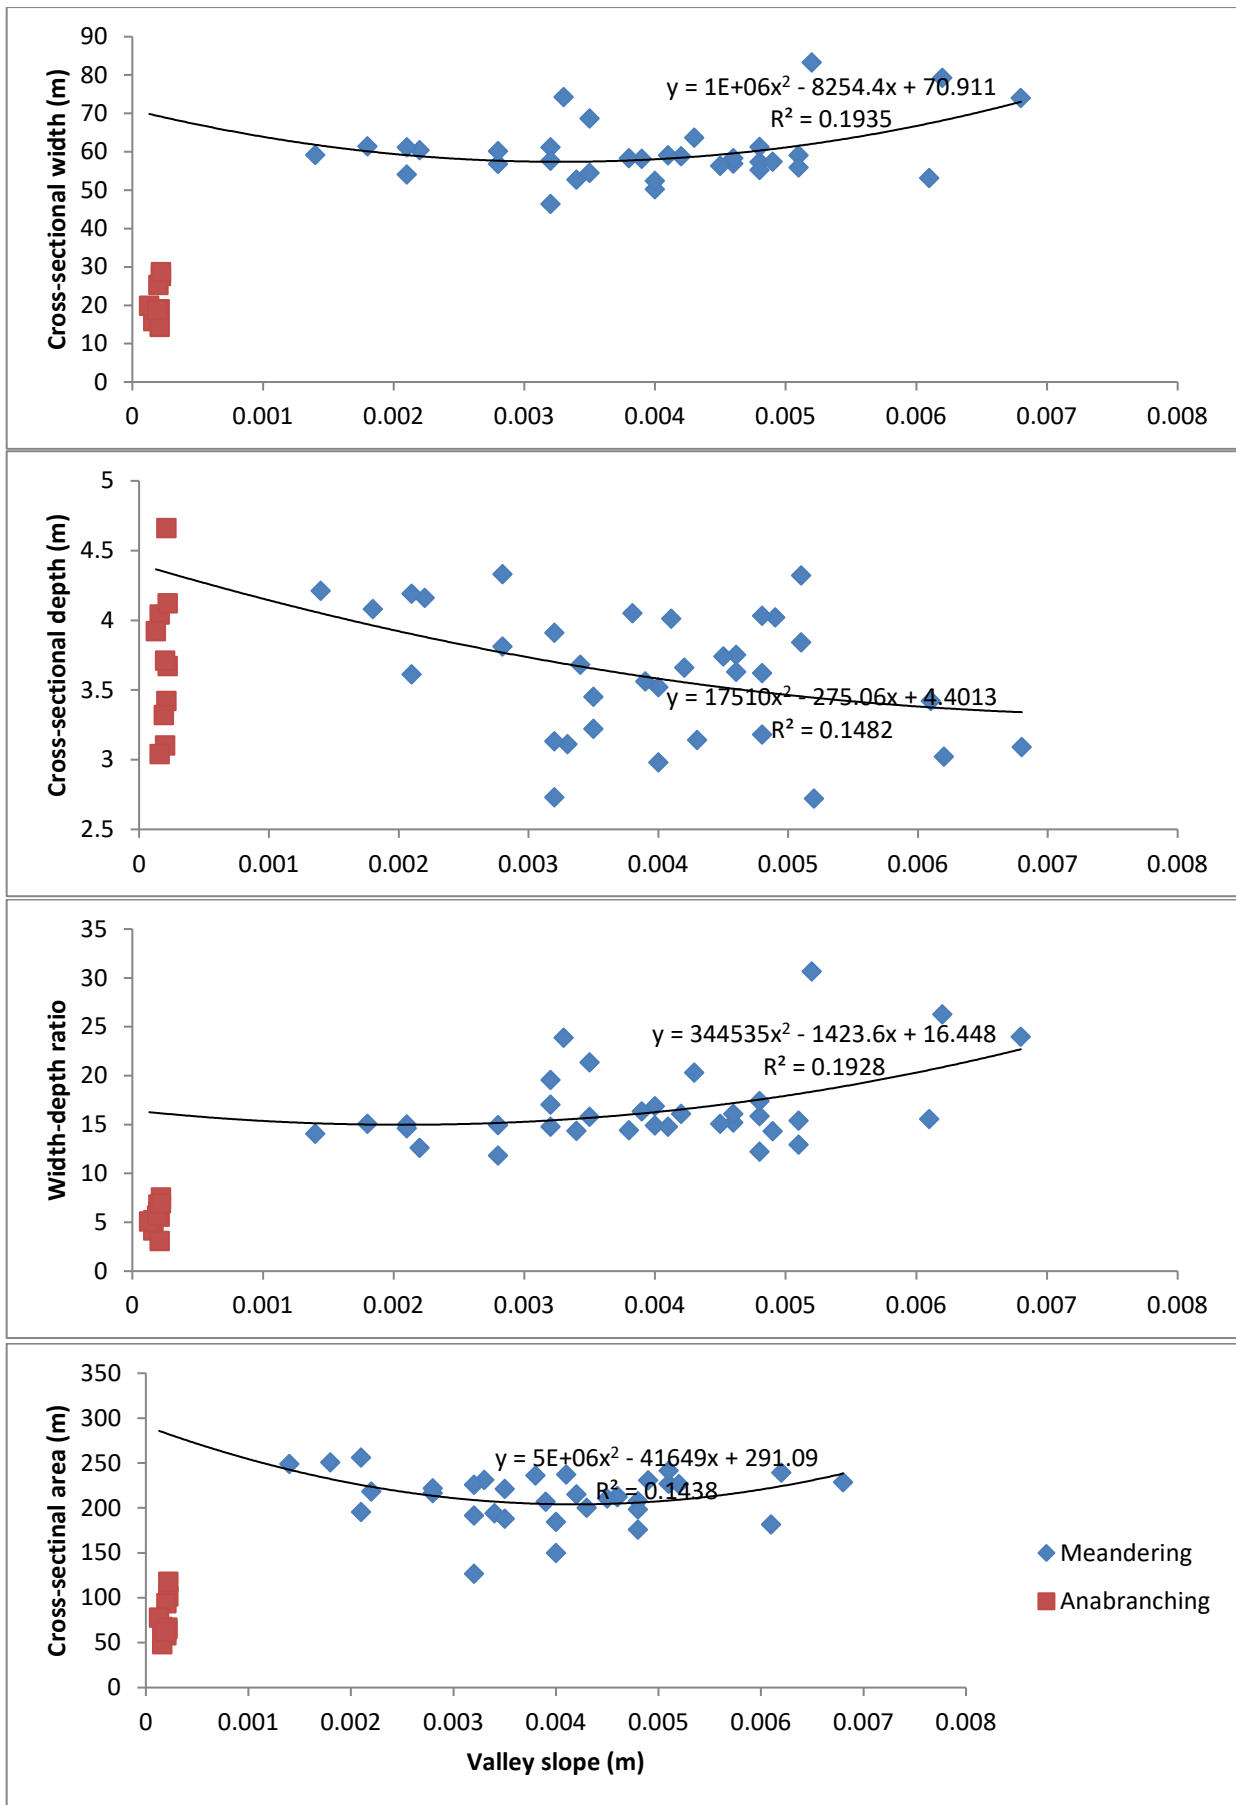 Cross-sectional width (m)
90
80
70
60
50
40
30
20
10
0
y = 1E+06x² - 8254.4x + 70.911
R² = 0.1935
0 0.001 0.002 0.003 0.004 0.005 0.006 0.007 0.008
Cross-sectional depth (m)
5
4.5
4
3.5
3
2.5
y = 17510x² - 275.06x + 4.4013
R² = 0.1482
0 0.001 0.002 0.003 0.004 0.005 0.006 0.007 0.008
Width-depth ratio
35
30
25
20
15
10
5
0
y = 344535x² - 1423.6x + 16.448
R² = 0.1928
0 0.001 0.002 0.003 0.004 0.005 0.006 0.007 0.008
Cross-sectinal area (m)
350
300
250
200
150
100
50
0
y = 5E+06x² - 41649x + 291.09
R² = 0.1438
Meandering
Anabranching
0 0.001 0.002 0.003 0.004 0.005 0.006 0.007 0.008
Valley slope (m)